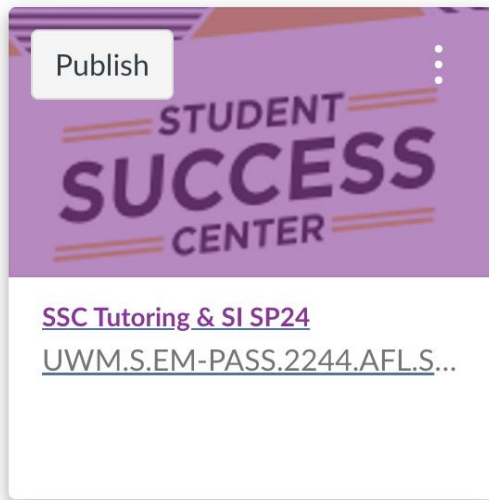 Publish
STUDENT
SUCCESS
CENTER
SSC Tutoring & SI SP24
UWM.S.EM-PASS.2244.AFL.S...